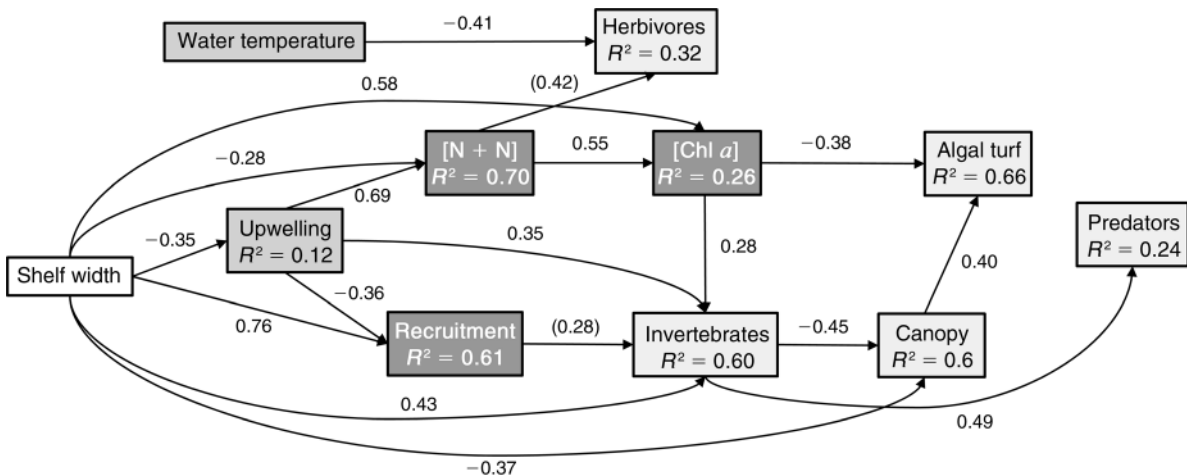 −0.41
Herbivores
R² = 0.32
Water temperature
0.58
(0.42)
−0.28
[N + N]
R² = 0.70
0.55
[Chl a]
R² = 0.26
−0.38
Algal turf
R² = 0.66
0.69
Predators
R² = 0.24
Upwelling
R² = 0.12
−0.35
0.35
0.28
0.40
Shelf width
−0.36
0.76
Recruitment
R² = 0.61
(0.28)
Invertebrates
R² = 0.60
−0.45
Canopy
R² = 0.6
0.43
0.49
−0.37